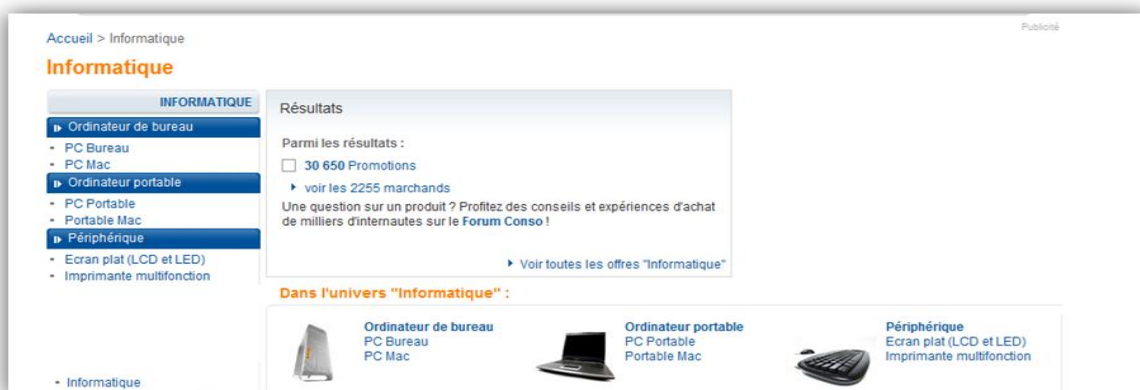 Publicité
Accueil > Informatique
Informatique
INFORMATIQUE
Ordinateur de bureau
- PC Bureau
- PC Mac
Ordinateur portable
- PC Portable
- Portable Mac
Périphérique
- Ecran plat (LCD et LED)
- Imprimante multifonction
- Informatique
Résultats
Parmi les résultats :
30 650 Promotions
voir les 2255 marchands
Une question sur un produit ? Profitez des conseils et expériences d'achat
de milliers d'internautes sur le Forum Conso !
Voir toutes les offres "Informatique"
Dans l'univers "Informatique" :
Ordinateur de bureau
PC Bureau
PC Mac
Ordinateur portable
PC Portable
Portable Mac
Périphérique
Ecran plat (LCD et LED)
Imprimante multifonction